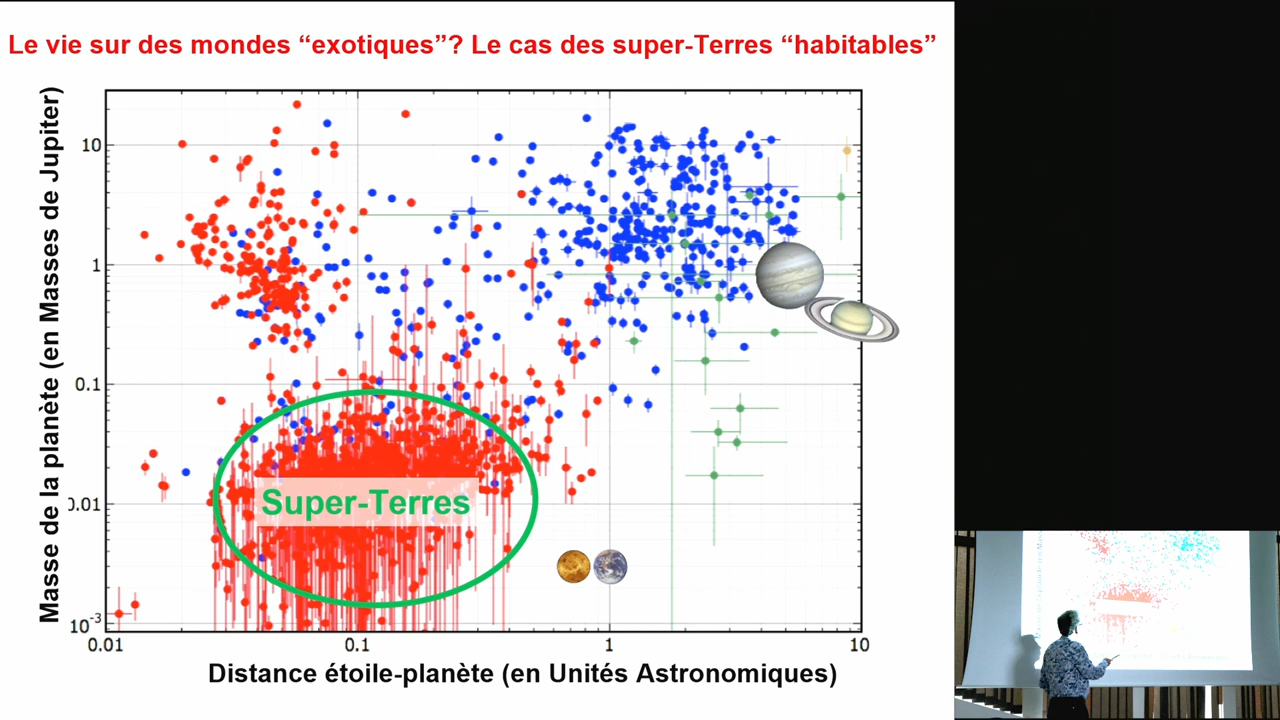 Le vie sur des mondes “exotiques”? Le cas des super-Terres “habitables”
Masse de la planète (en Masses de Jupiter)
10
1
0.1
0.01
10-3
Super-Terres
0.01
0.1
1
10
Distance étoile-planète (en Unités Astronomiques)